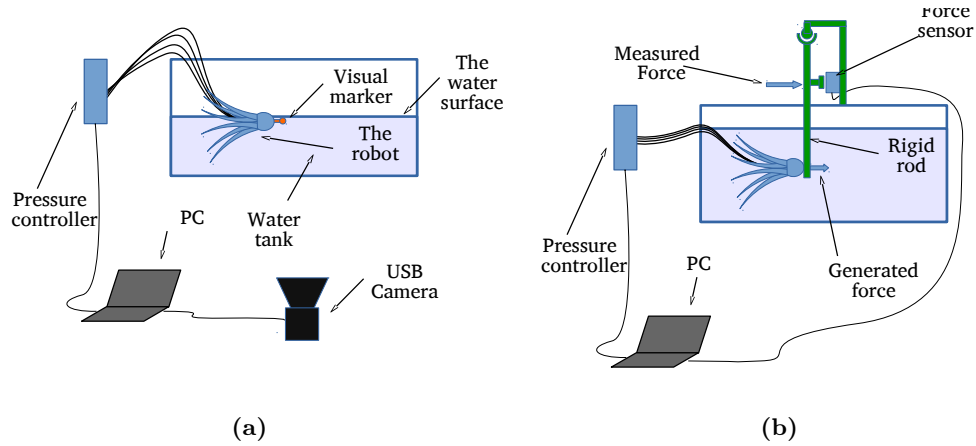 The
water
surface
Visual
marker
The
robot
Pressure
controller
PC
Water
tank
USB
Camera
(a)
Force
sensor
Measured
Force
Rigid
rod
Pressure
controller
PC
Generated
force
(b)